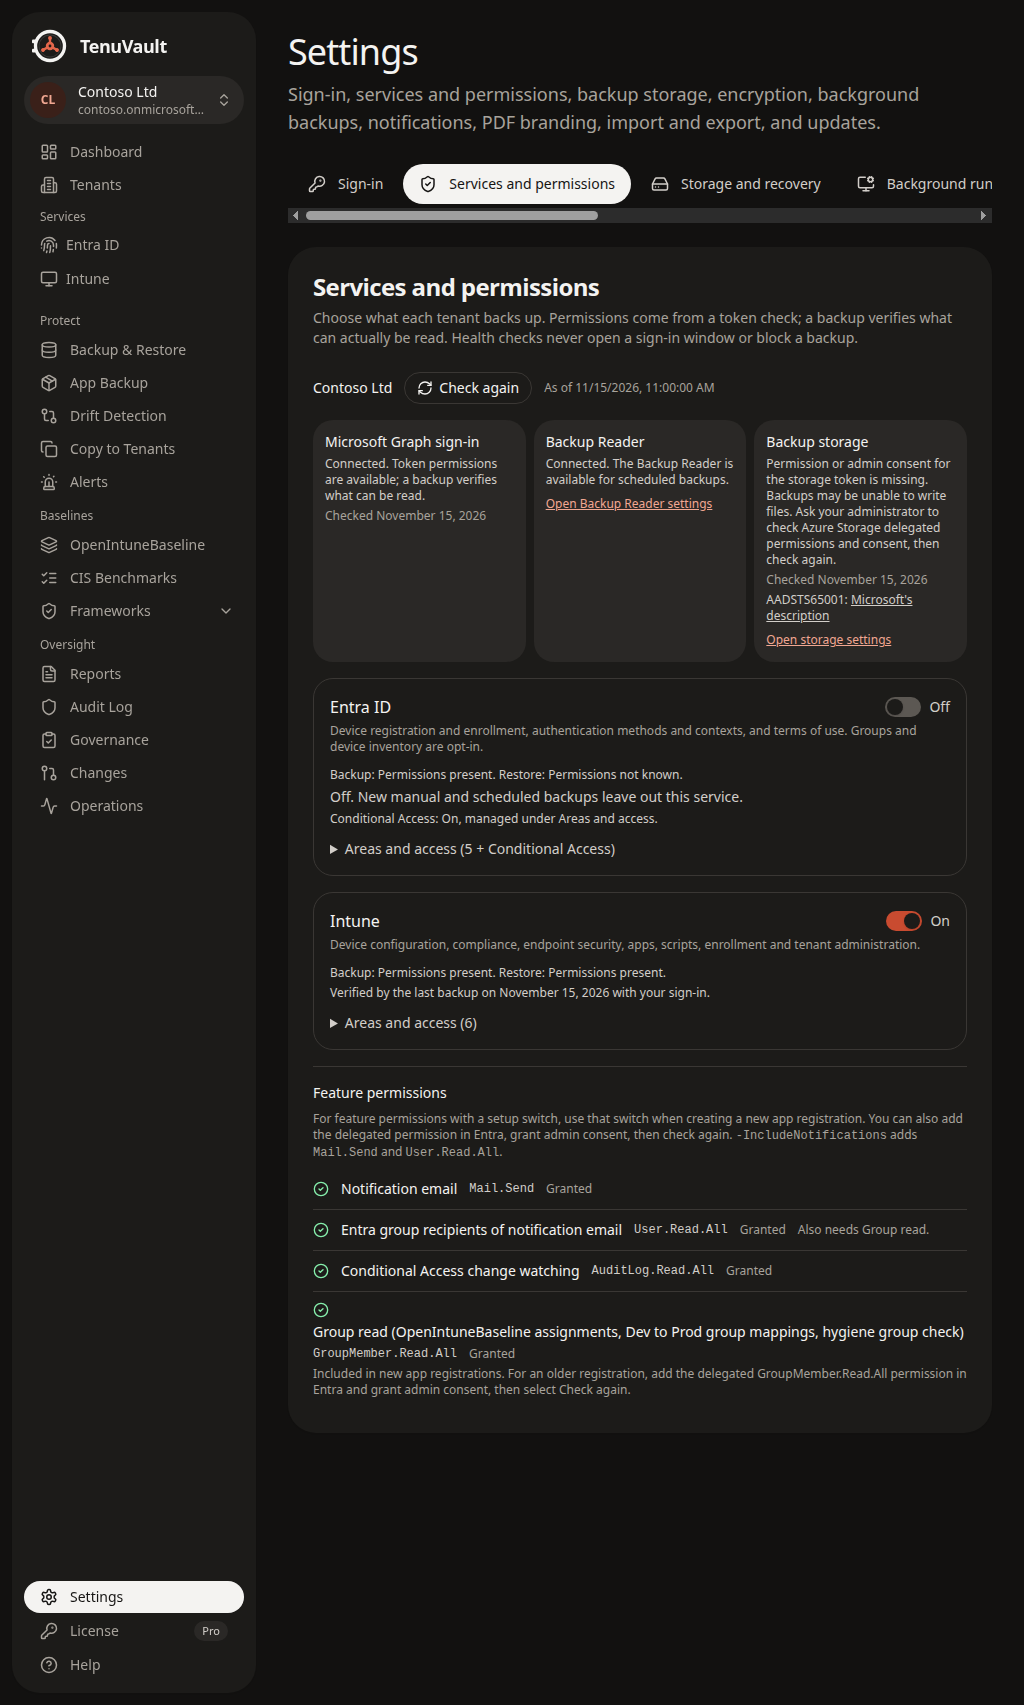 TenuVault
CL
Contoso Ltd
contoso.onmicrosoft...
Dashboard
Tenants
Services
Entra ID
Intune
Protect
Backup & Restore
App Backup
Drift Detection
Copy to Tenants
Alerts
Baselines
OpenIntuneBaseline
CIS Benchmarks
Frameworks
Oversight
Reports
Audit Log
Governance
Changes
Operations
Settings
License
Pro
Help
Settings
Sign-in, services and permissions, backup storage, encryption, background
backups, notifications, PDF branding, import and export, and updates.
Sign-in
Services and permissions
Storage and recovery
Background run
Services and permissions
Choose what each tenant backs up. Permissions come from a token check; a backup verifies what
can actually be read. Health checks never open a sign-in window or block a backup.
Contoso Ltd
Check again
As of 11/15/2026, 11:00:00 AM
Microsoft Graph sign-in
Connected. Token permissions
are available; a backup verifies
what can be read.
Checked November 15, 2026
Backup Reader
Connected. The Backup Reader is
available for scheduled backups.
Open Backup Reader settings
Backup storage
Permission or admin consent for
the storage token is missing.
Backups may be unable to write
files. Ask your administrator to
check Azure Storage delegated
permissions and consent, then
check again.
Checked November 15, 2026
AADSTS65001: Microsoft's
description
Open storage settings
Entra ID
Off
Device registration and enrollment, authentication methods and contexts, and terms of use. Groups and
device inventory are opt-in.
Backup: Permissions present. Restore: Permissions not known.
Off. New manual and scheduled backups leave out this service.
Conditional Access: On, managed under Areas and access.
Areas and access (5 + Conditional Access)
Intune
On
Device configuration, compliance, endpoint security, apps, scripts, enrollment and tenant administration.
Backup: Permissions present. Restore: Permissions present.
Verified by the last backup on November 15, 2026 with your sign-in.
Areas and access (6)
Feature permissions
For feature permissions with a setup switch, use that switch when creating a new app registration. You can also add
the delegated permission in Entra, grant admin consent, then check again. -IncludeNotifications adds
Mail.Send and User.Read.All.
Notification email Mail.Send Granted
Entra group recipients of notification email User.Read.All Granted Also needs Group read.
Conditional Access change watching AuditLog.Read.All Granted
Group read (OpenIntuneBaseline assignments, Dev to Prod group mappings, hygiene group check)
GroupMember.Read.All Granted
Included in new app registrations. For an older registration, add the delegated GroupMember.Read.All permission in
Entra and grant admin consent, then select Check again.